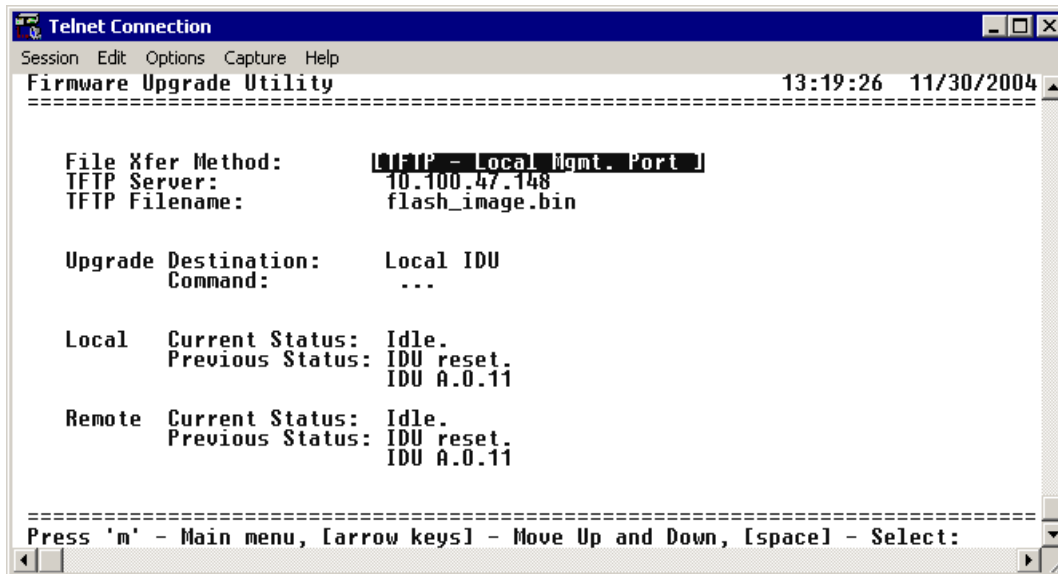 Telnet Connection
Session Edit Options Capture Help
Firmware Upgrade Utility 13:19:26 11/30/2004
================================================================================
File Xfer Method: [TFTP - Local Mgmt. Port ]
TFTP Server: 10.100.47.148
TFTP Filename: flash_image.bin
Upgrade Destination: Local IDU
Command: ...
Local Current Status: Idle.
Previous Status: IDU reset.
IDU A.0.11
Remote Current Status: Idle.
Previous Status: IDU reset.
IDU A.0.11
================================================================================
Press 'm' - Main menu, [arrow keys] - Move Up and Down, [space] - Select: